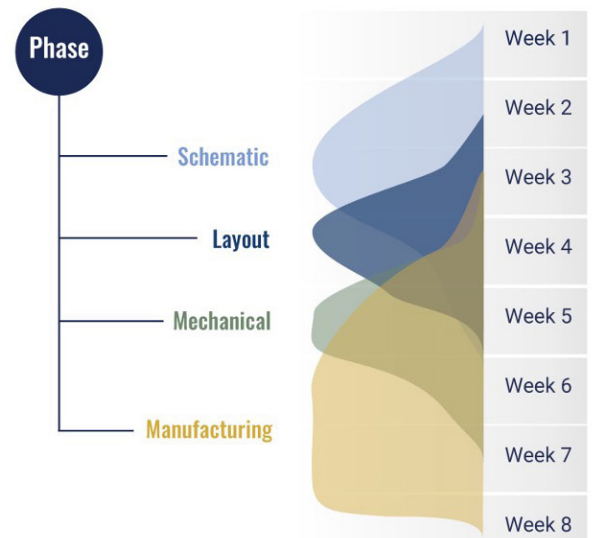 Phase
Schematic
Layout
Mechanical
Manufacturing
Week 1
Week 2
Week 3
Week 4
Week 5
Week 6
Week 7
Week 8